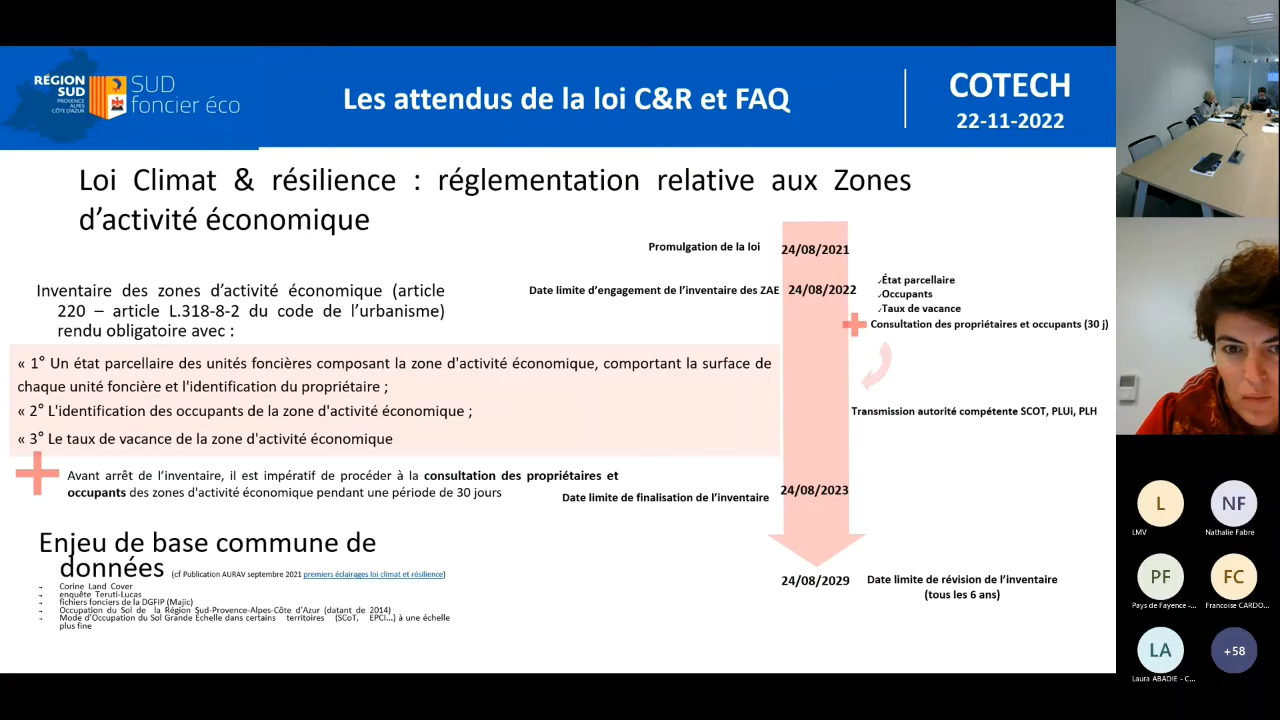 RÉGION
SUD
PROVENCE
ALPES
CÔTE D'AZUR
SUD
foncier éco
Les attendus de la loi C&R et FAQ
COTECH
22-11-2022
Loi Climat & résilience : réglementation relative aux Zones
d’activité économique
Promulgation de la loi
24/08/2021
Inventaire des zones d’activité économique (article
220 – article L.318-8-2 du code de l’urbanisme)
rendu obligatoire avec :
Date limite d’engagement de l’inventaire des ZAE
24/08/2022
État parcellaire
Occupants
Taux de vacance
Consultation des propriétaires et occupants (30 j)
« 1° Un état parcellaire des unités foncières composant la zone d'activité économique, comportant la surface de
chaque unité foncière et l'identification du propriétaire ;
« 2° L'identification des occupants de la zone d'activité économique ;
« 3° Le taux de vacance de la zone d'activité économique
Transmission autorité compétente SCOT, PLUi, PLH
Avant arrêt de l’inventaire, il est impératif de procéder à la consultation des propriétaires et
occupants des zones d'activité économique pendant une période de 30 jours
Date limite de finalisation de l’inventaire
24/08/2023
Enjeu de base commune de
données (cf Publication AURAV septembre 2021 premiers éclairages loi climat et résilience)
→ Corine Land Cover
→ enquête Teruti-Lucas
→ fichiers fonciers de la DGFIP (Majic)
→ Occupation du Sol de la Région Sud-Provence-Alpes-Côte d’Azur (datant de 2014)
→ Mode d’Occupation du Sol Grande Échelle dans certains territoires (SCoT, EPCI…) à une échelle
plus fine
24/08/2029
Date limite de révision de l’inventaire
(tous les 6 ans)
L
LMV
NF
Nathalie Fabre
PF
Pays de Fayence -...
FC
Francoise CARDO...
LA
Laura ABADIE - C...
+58